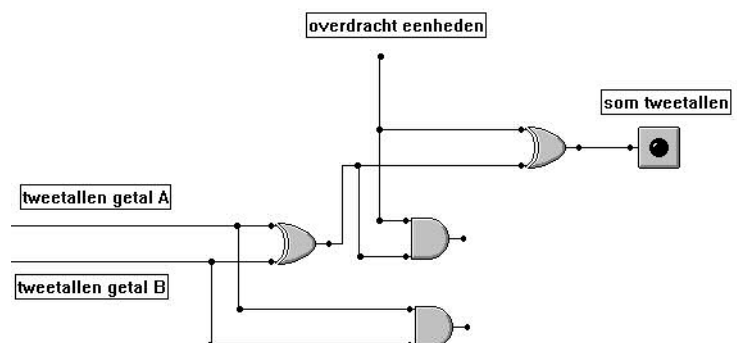 overdracht eenheden
som tweetallen
tweetallen getal A
tweetallen getal B